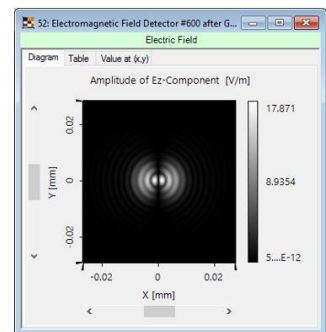 52: Electromagnetic Field Detector #600 after G...
Electric Field
Diagram Table Value at (x,y)
Amplitude of Ez-Component [V/m]
17.871
0.02
Y [mm]
0
8.9354
-0.02
5....E-12
-0.02 0 0.02
X [mm]